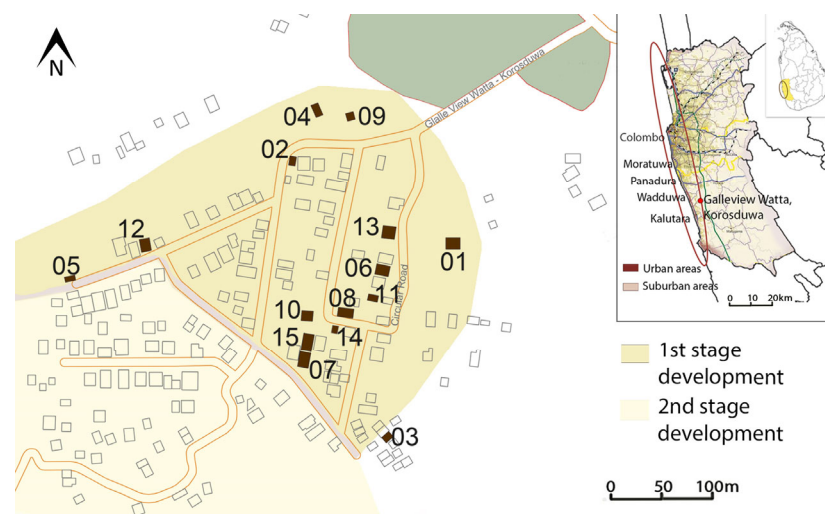 N
04
09
Glalle View Watta - Korosduwa
02
13
12
01
05
06
11
08
10
Circular Road
14
15
07
03
Colombo
Moratuwa
Panadura
Wadduwa
Galleview Watta,
Korosduwa
Kalutara
Urban areas
Suburban areas
0 10 20km
1st stage
development
2nd stage
development
0 50 100m